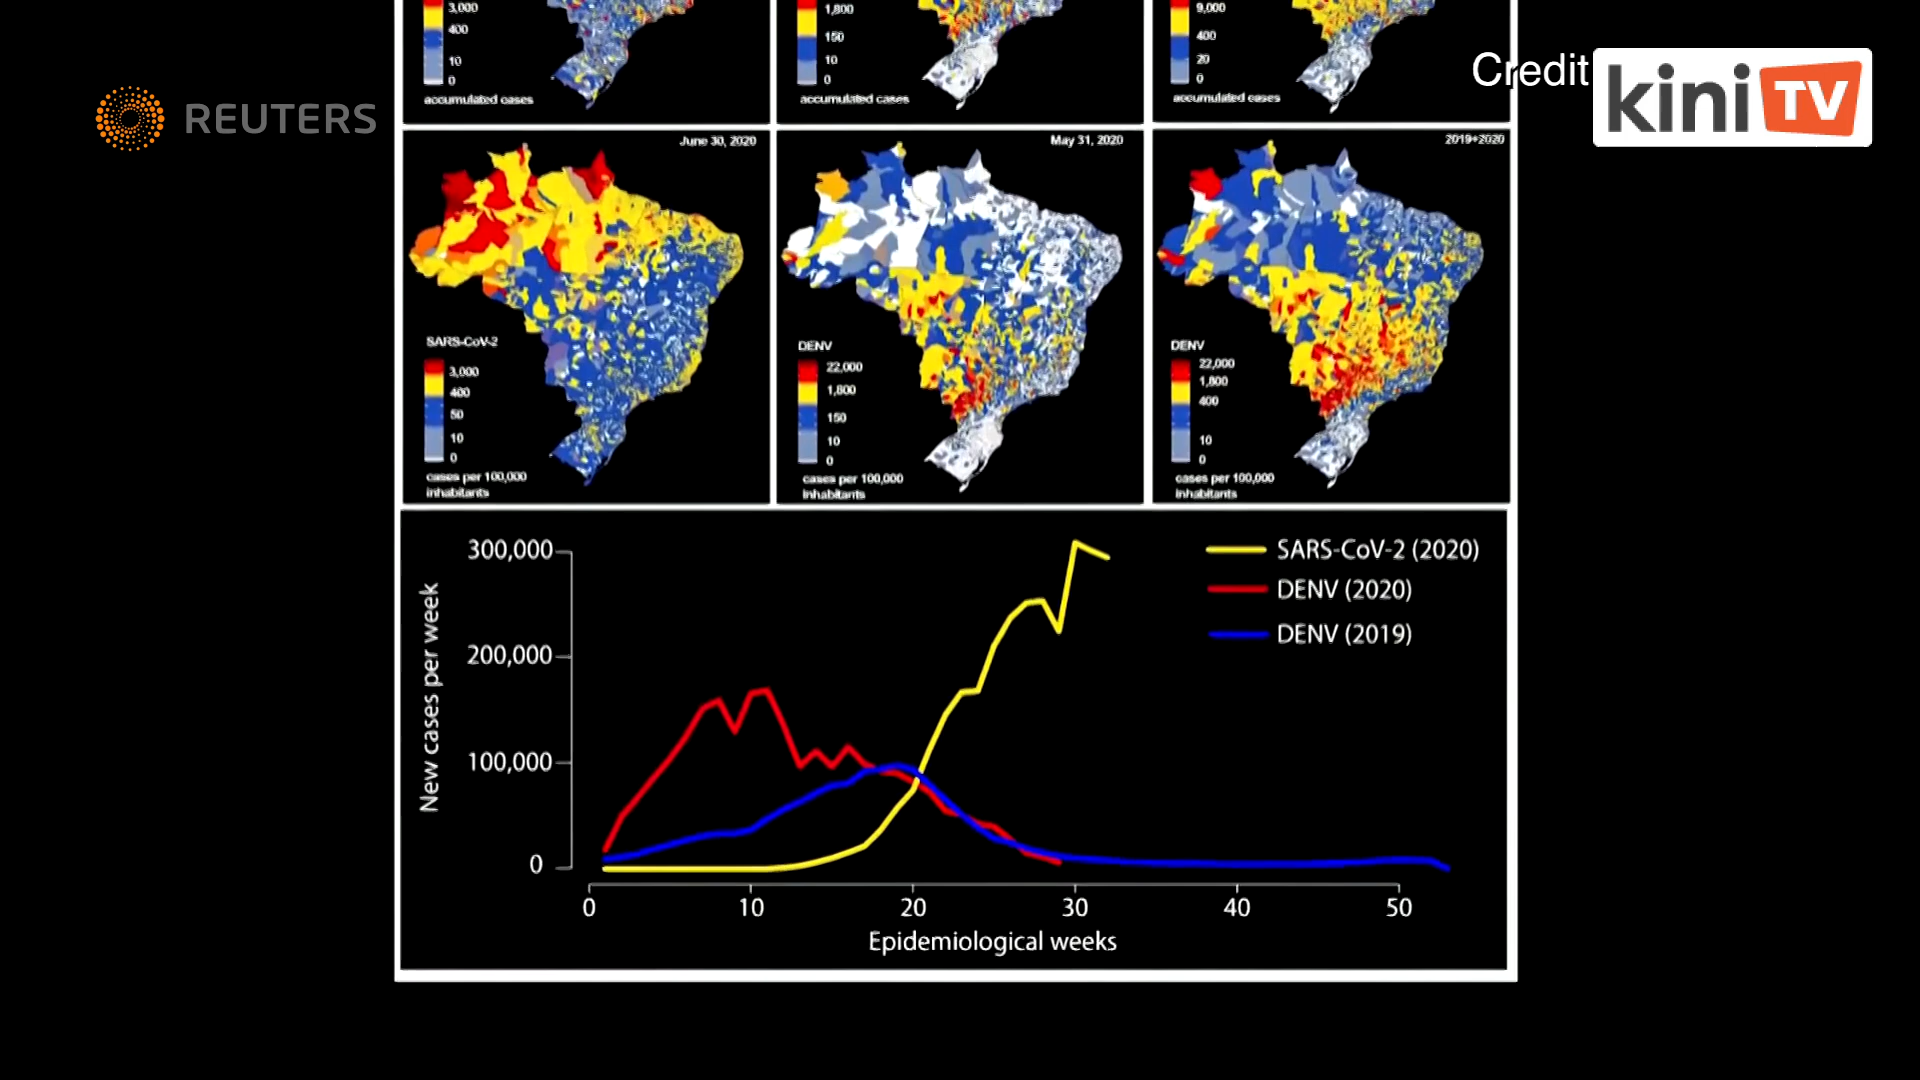 3,000
400
10
0
accumulated cases
1,800
150
10
0
accumulated cases
9,000
400
20
0
accumulated cases
Credit
kini TV
REUTERS
June 30, 2020
SARS-CoV-2
3,000
400
50
10
0
cases per 100,000
inhabitants
May 31, 2020
DENV
22,000
1,800
150
10
0
cases per 100,000
inhabitants
2019+2020
DENV
22,000
1,800
400
10
0
cases per 100,000
inhabitants
New cases per week
300,000
200,000
100,000
0
SARS-CoV-2 (2020)
DENV (2020)
DENV (2019)
0 10 20 30 40 50
Epidemiological weeks